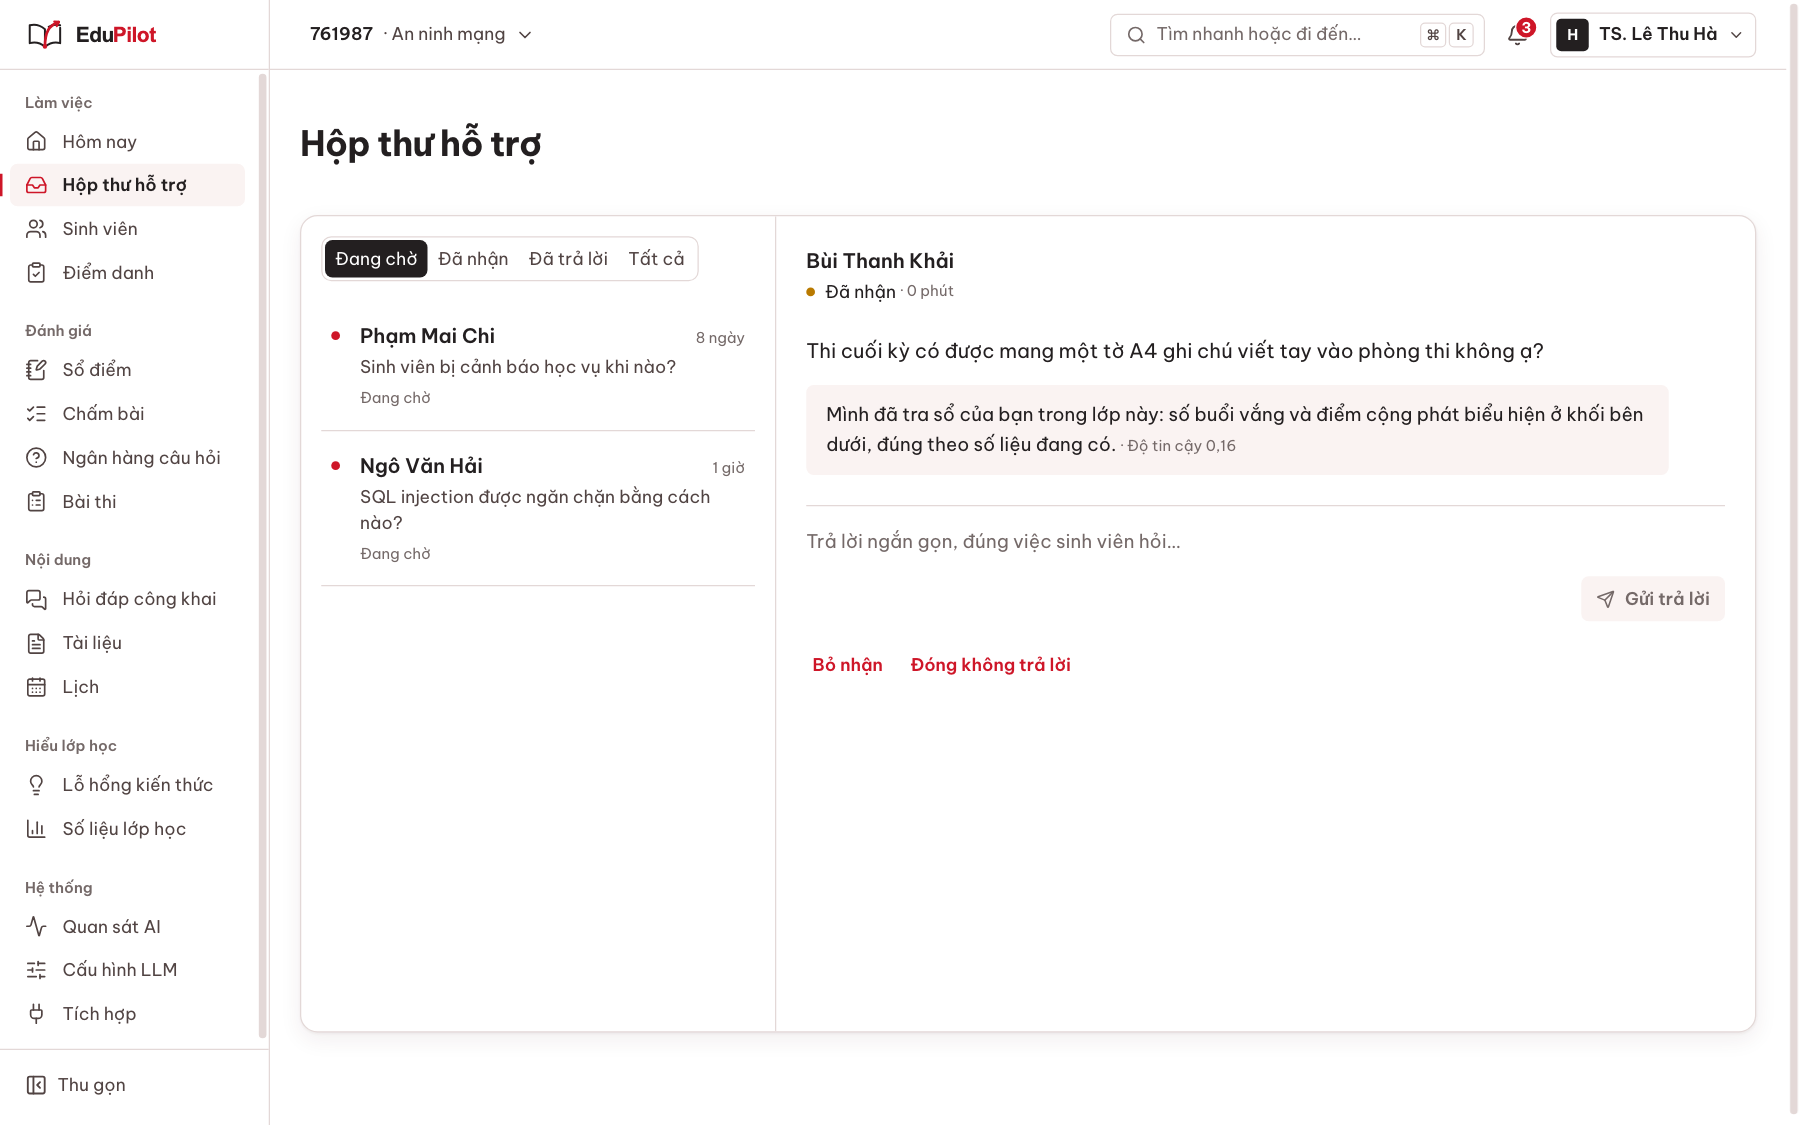 EduPilot
761987 · An ninh mạng
Tìm nhanh hoặc đi đến...
⌘ K
3
H
TS. Lê Thu Hà
Làm việc
Hôm nay
Hộp thư hỗ trợ
Sinh viên
Điểm danh
Đánh giá
Sổ điểm
Chấm bài
Ngân hàng câu hỏi
Bài thi
Nội dung
Hỏi đáp công khai
Tài liệu
Lịch
Hiểu lớp học
Lỗ hổng kiến thức
Số liệu lớp học
Hệ thống
Quan sát AI
Cấu hình LLM
Tích hợp
Thu gọn
Hộp thư hỗ trợ
Đang chờ Đã nhận Đã trả lời Tất cả
Phạm Mai Chi 8 ngày
Sinh viên bị cảnh báo học vụ khi nào?
Đang chờ
Ngô Văn Hải 1 giờ
SQL injection được ngăn chặn bằng cách
nào?
Đang chờ
Bùi Thanh Khải
Đã nhận · 0 phút
Thi cuối kỳ có được mang một tờ A4 ghi chú viết tay vào phòng thi không ạ?
Mình đã tra sổ của bạn trong lớp này: số buổi vắng và điểm cộng phát biểu hiện ở khối bên
dưới, đúng theo số liệu đang có. · Độ tin cậy 0,16
Trả lời ngắn gọn, đúng việc sinh viên hỏi...
Gửi trả lời
Bỏ nhận Đóng không trả lời